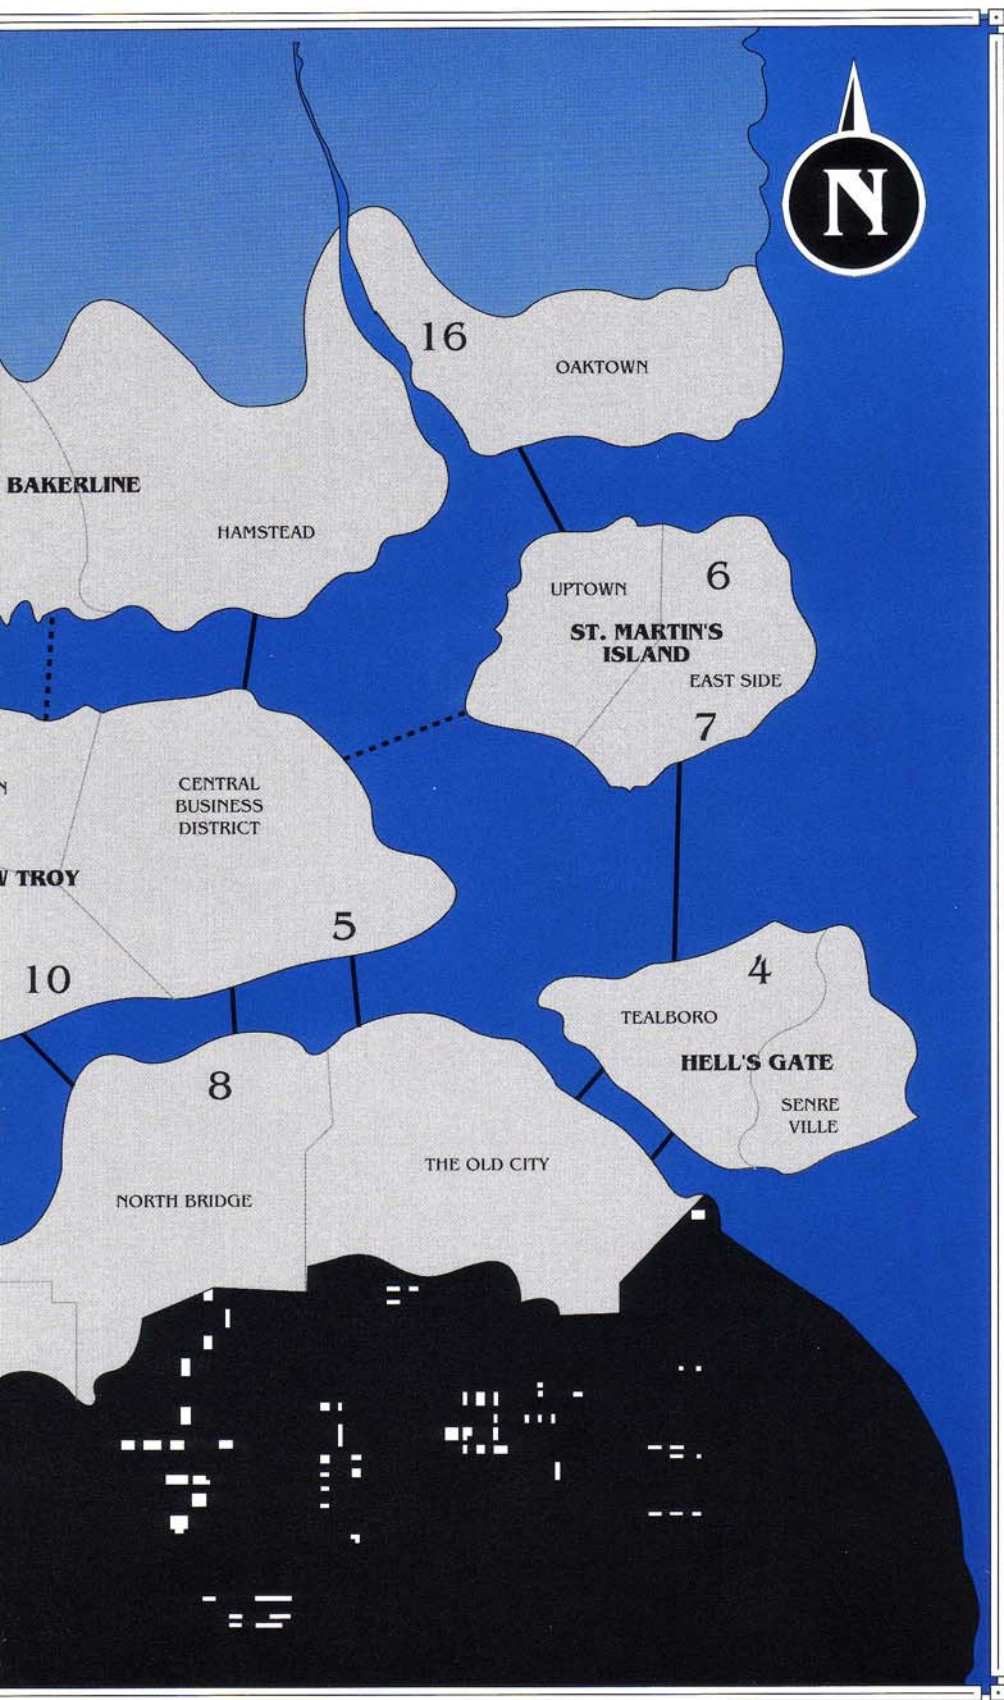 N
16
OAKTOWN
BAKERLINE
HAMSTEAD
UPTOWN
6
ST. MARTIN'S
ISLAND
EAST SIDE
7
CENTRAL
BUSINESS
DISTRICT
N
TROY
5
10
4
TEALBORO
HELL'S GATE
SENRE
VILLE
8
THE OLD CITY
NORTH BRIDGE